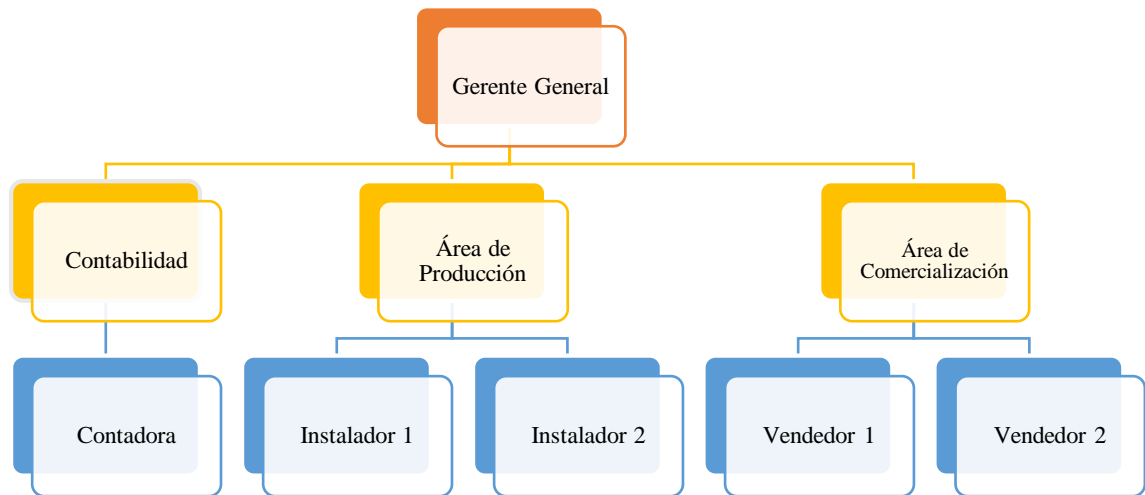 Gerente General
Contabilidad
Área de
Producción
Área de
Comercialización
Contadora
Instalador 1
Instalador 2
Vendedor 1
Vendedor 2